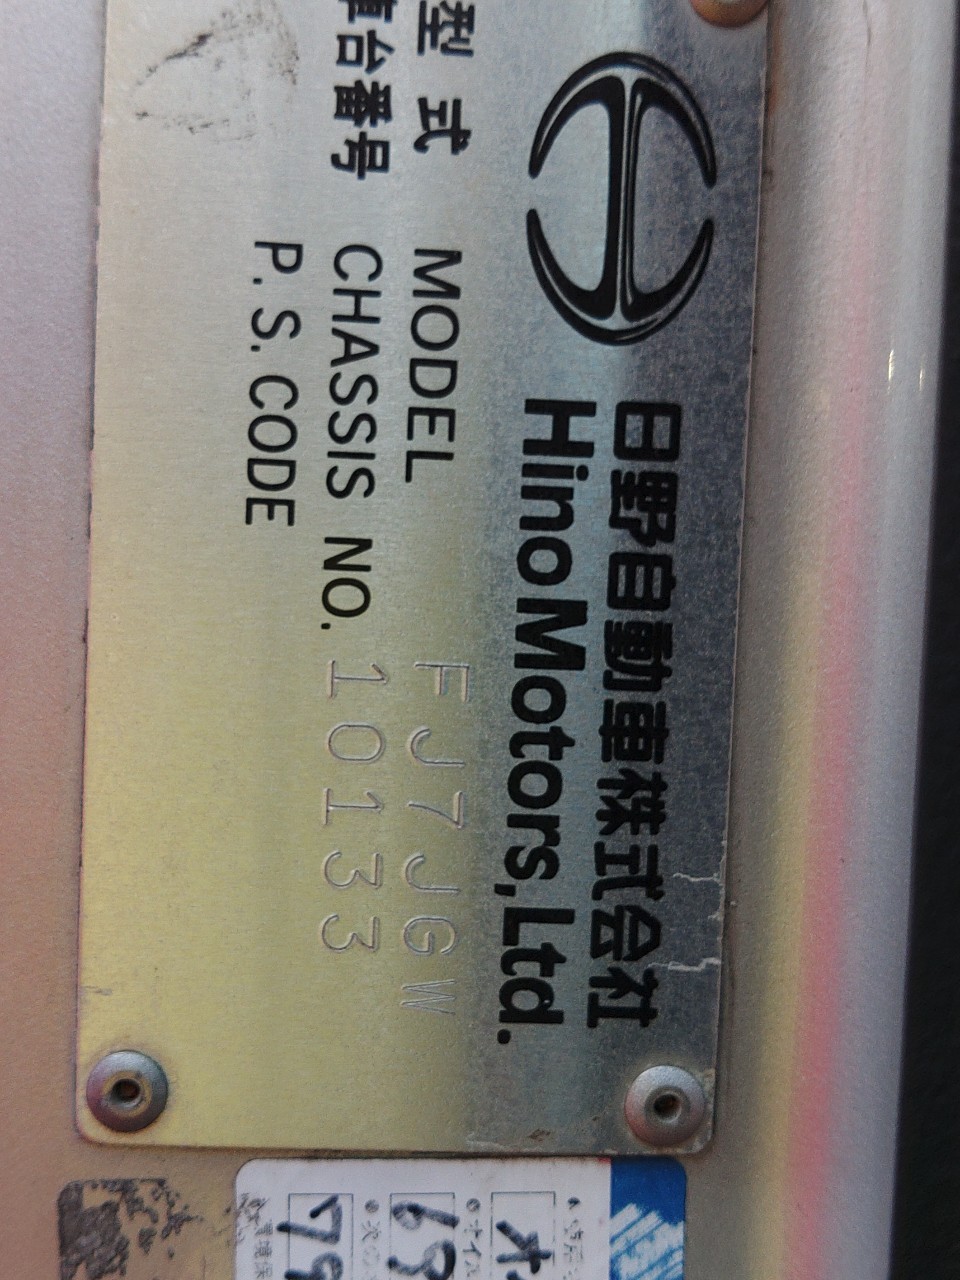 日野自動車株式会社
Hino Motors, Ltd.
型式 MODEL FJ7JGW
車台番号 CHASSIS NO. 10133
P.S. CODE